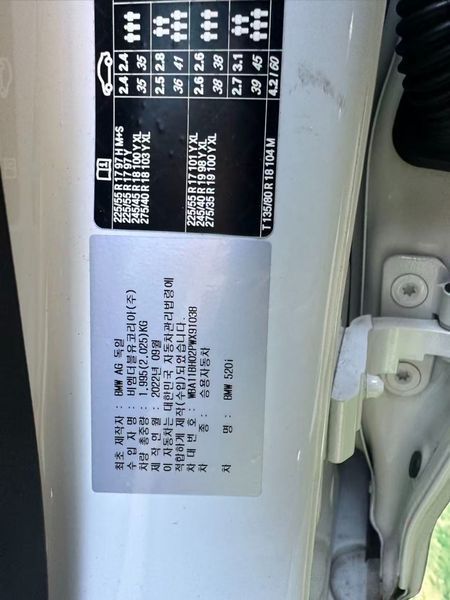 225/55 R 17 97 H M+S
225/55 R 17 97 Y
245/45 R 18 100 Y XL
275/40 R 18 103 Y XL
2.4 2.4
35 35
2.5 2.8
36 41
225/55 R 17 101 Y XL
245/40 R 19 98 Y XL
275/35 R 19 100 Y XL
2.6 2.6
38 38
2.7 3.1
39 45
T 135/80 R 18 104 M 4.2 / 60
최초 제작자 : BMW AG 독일
수 입 자 명 : 비엠더블유코리아(주)
차량 총중량 : 1,995(2,025)KG
제 작 연 월 : 2022년 09월
이 자동차는 대한민국 자동차관리법령에
적합하게 제작(수입)되었습니다.
차 대 번 호 : WBA11BH02PWX91038
차 종 : 승용자동차
차 명 : BMW 520i